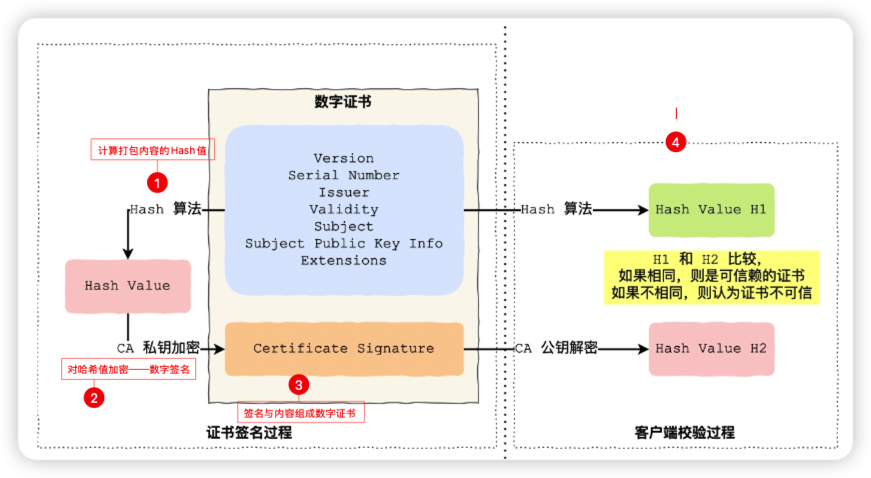 数字证书
计算打包内容的Hash值
1
Version
Serial Number
Issuer
Validity
Subject
Subject Public Key Info
Extensions
Hash 算法
Hash Value
CA 私钥加密
Certificate Signature
对哈希值加密——数字签名
2
3
签名与内容组成数字证书
证书签名过程
4
Hash 算法
Hash Value H1
H1 和 H2 比较，
如果相同，则是可信赖的证书
如果不相同，则认为证书不可信
CA 公钥解密
Hash Value H2
客户端校验过程